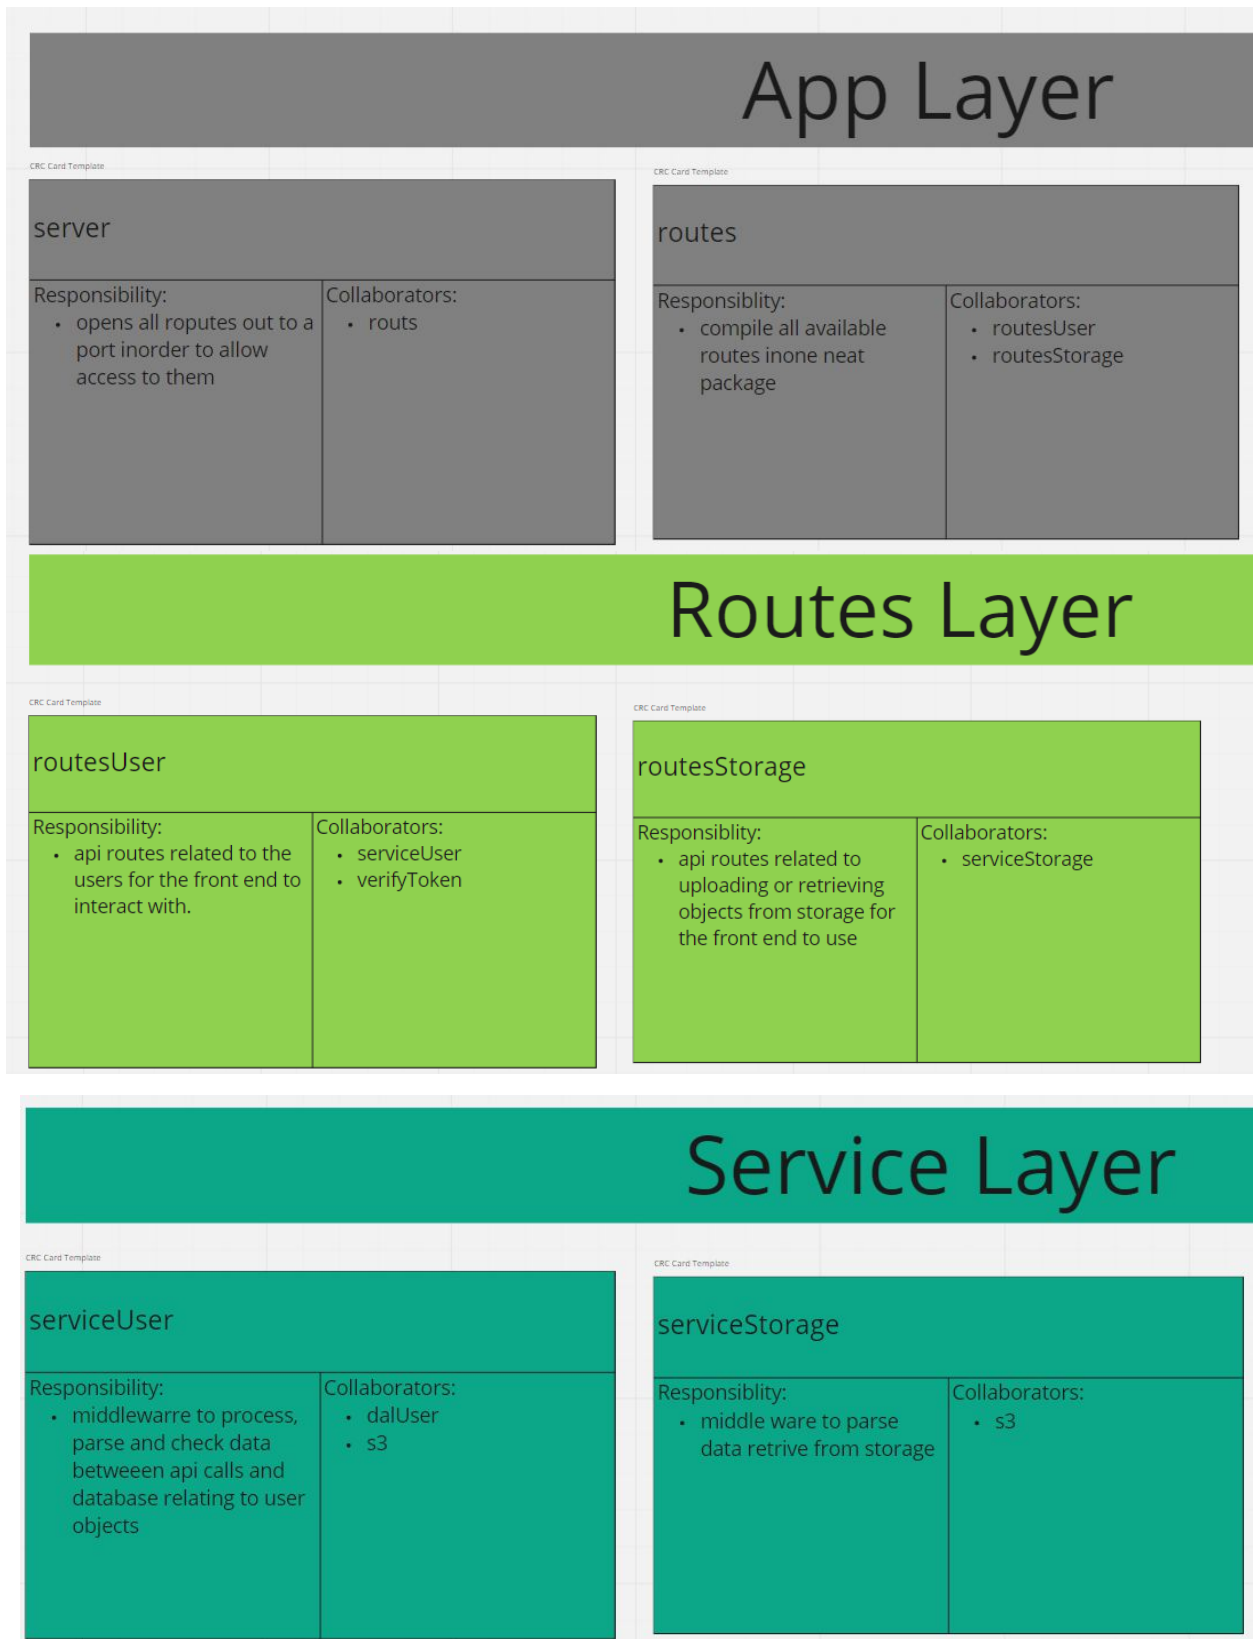 App Layer
CRC Card Template
server
Responsibility:
• opens all roputes out to a
port inorder to allow
access to them
Collaborators:
• routs
CRC Card Template
routes
Responsiblity:
• compile all available
routes inone neat
package
Collaborators:
• routesUser
• routesStorage
Routes Layer
CRC Card Template
routesUser
Responsibility:
• api routes related to the
users for the front end to
interact with.
Collaborators:
• serviceUser
• verifyToken
CRC Card Template
routesStorage
Responsiblity:
• api routes related to
uploading or retrieving
objects from storage for
the front end to use
Collaborators:
• serviceStorage
Service Layer
CRC Card Template
serviceUser
Responsibility:
• middlewarre to process,
parse and check data
betweeen api calls and
database relating to user
objects
Collaborators:
• dalUser
• s3
CRC Card Template
serviceStorage
Responsiblity:
• middle ware to parse
data retrive from storage
Collaborators:
• s3